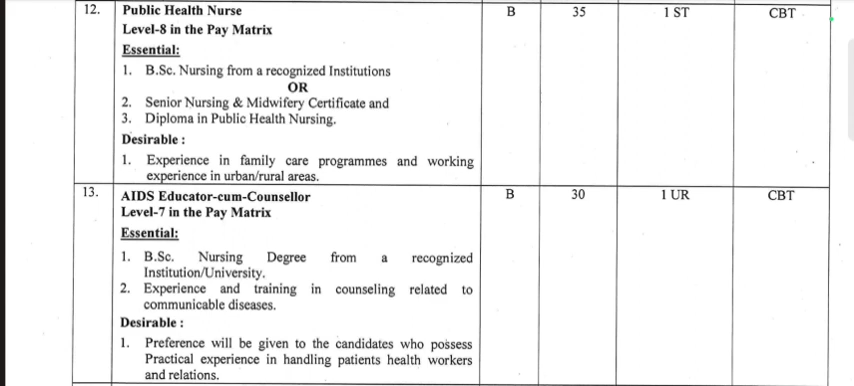 12. Public Health Nurse B 35 1 ST CBT
Level-8 in the Pay Matrix
Essential:
1. B.Sc. Nursing from a recognized Institutions
OR
2. Senior Nursing & Midwifery Certificate and
3. Diploma in Public Health Nursing.
Desirable :
1. Experience in family care programmes and working
experience in urban/rural areas.
13. AIDS Educator-cum-Counsellor B 30 1 UR CBT
Level-7 in the Pay Matrix
Essential:
1. B.Sc. Nursing Degree from a recognized
Institution/University.
2. Experience and training in counseling related to
communicable diseases.
Desirable :
1. Preference will be given to the candidates who possess
Practical experience in handling patients health workers
and relations.